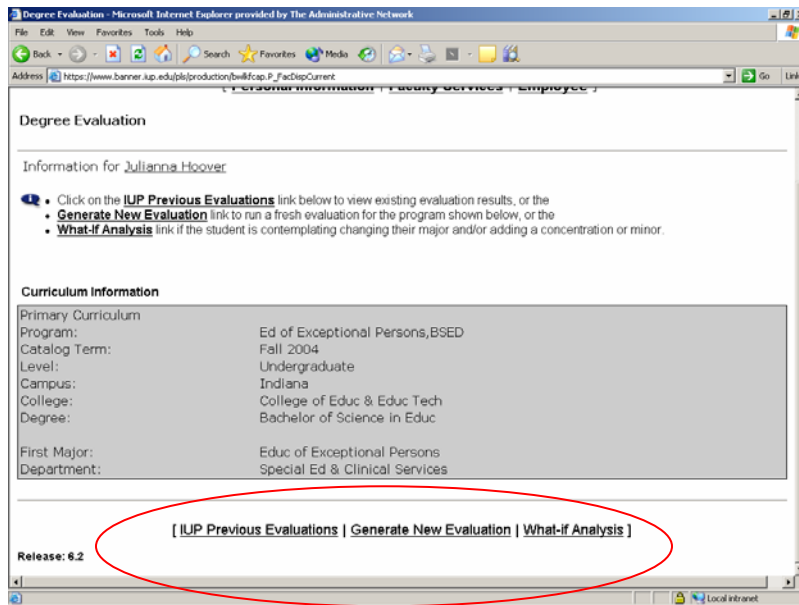 Degree Evaluation - Microsoft Internet Explorer provided by The Administrative Network
File Edit View Favorites Tools Help
Back Search Favorites Media
Address https://www.banner.iup.edu/pls/production/bwlkfcap.P_FacDispCurrent Go Link
[ Personal Information | Faculty Services | Employee ]
Degree Evaluation
Information for Julianna Hoover
• Click on the IUP Previous Evaluations link below to view existing evaluation results, or the
• Generate New Evaluation link to run a fresh evaluation for the program shown below, or the
• What-If Analysis link if the student is contemplating changing their major and/or adding a concentration or minor.
Curriculum Information
Primary Curriculum
Program: Ed of Exceptional Persons,BSED
Catalog Term: Fall 2004
Level: Undergraduate
Campus: Indiana
College: College of Educ & Educ Tech
Degree: Bachelor of Science in Educ
First Major: Educ of Exceptional Persons
Department: Special Ed & Clinical Services
[ IUP Previous Evaluations | Generate New Evaluation | What-if Analysis ]
Release: 6.2
Local intranet